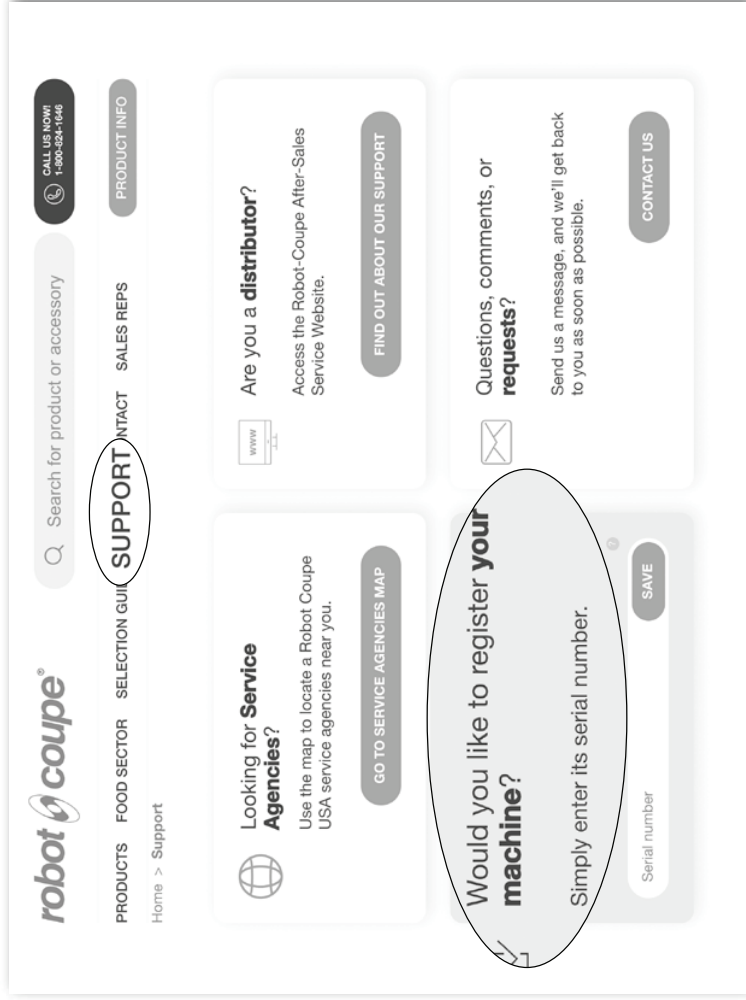 robot coupe®
Search for product or accessory
CALL US NOW!
1-800-824-1646
PRODUCTS FOOD SECTOR SELECTION GUI SUPPORT NTACT SALES REPS
PRODUCT INFO
Home > Support
Looking for Service
Agencies?
Use the map to locate a Robot Coupe
USA service agencies near you.
GO TO SERVICE AGENCIES MAP
www
Are you a distributor?
Access the Robot-Coupe After-Sales
Service Website.
FIND OUT ABOUT OUR SUPPORT
Would you like to register your
machine?
Simply enter its serial number.
?
Serial number
SAVE
Questions, comments, or
requests?
Send us a message, and we'll get back
to you as soon as possible.
CONTACT US